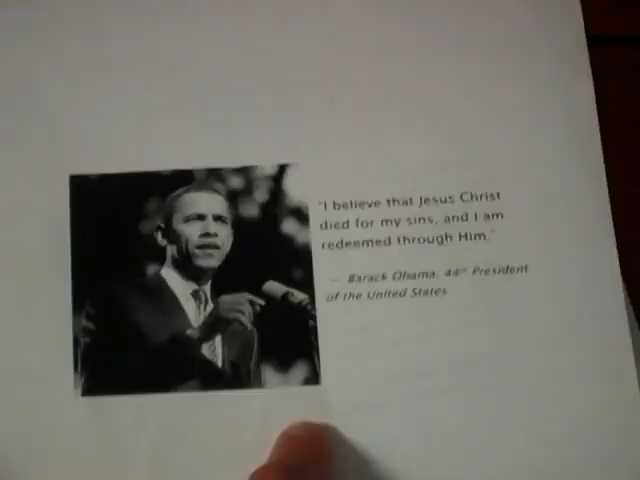 "I believe that Jesus Christ
died for my sins, and I am
redeemed through Him."
— Barack Obama, 44th President
of the United States